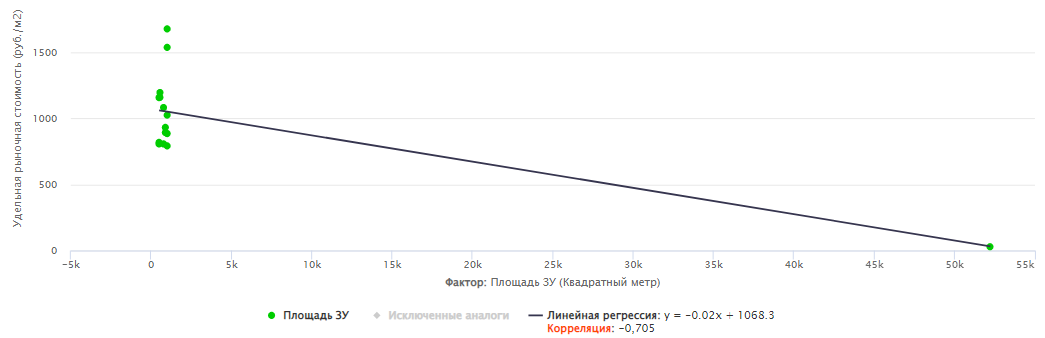 Удельная рыночная стоимость (руб./м2)
1500
1000
500
0
-5k 0 5k 10k 15k 20k 25k 30k 35k 40k 45k 50k 55k
Фактор: Площадь ЗУ (Квадратный метр)
Площадь ЗУ Исключенные аналоги Линейная регрессия: y = -0.02x + 1068.3
Корреляция: -0,705